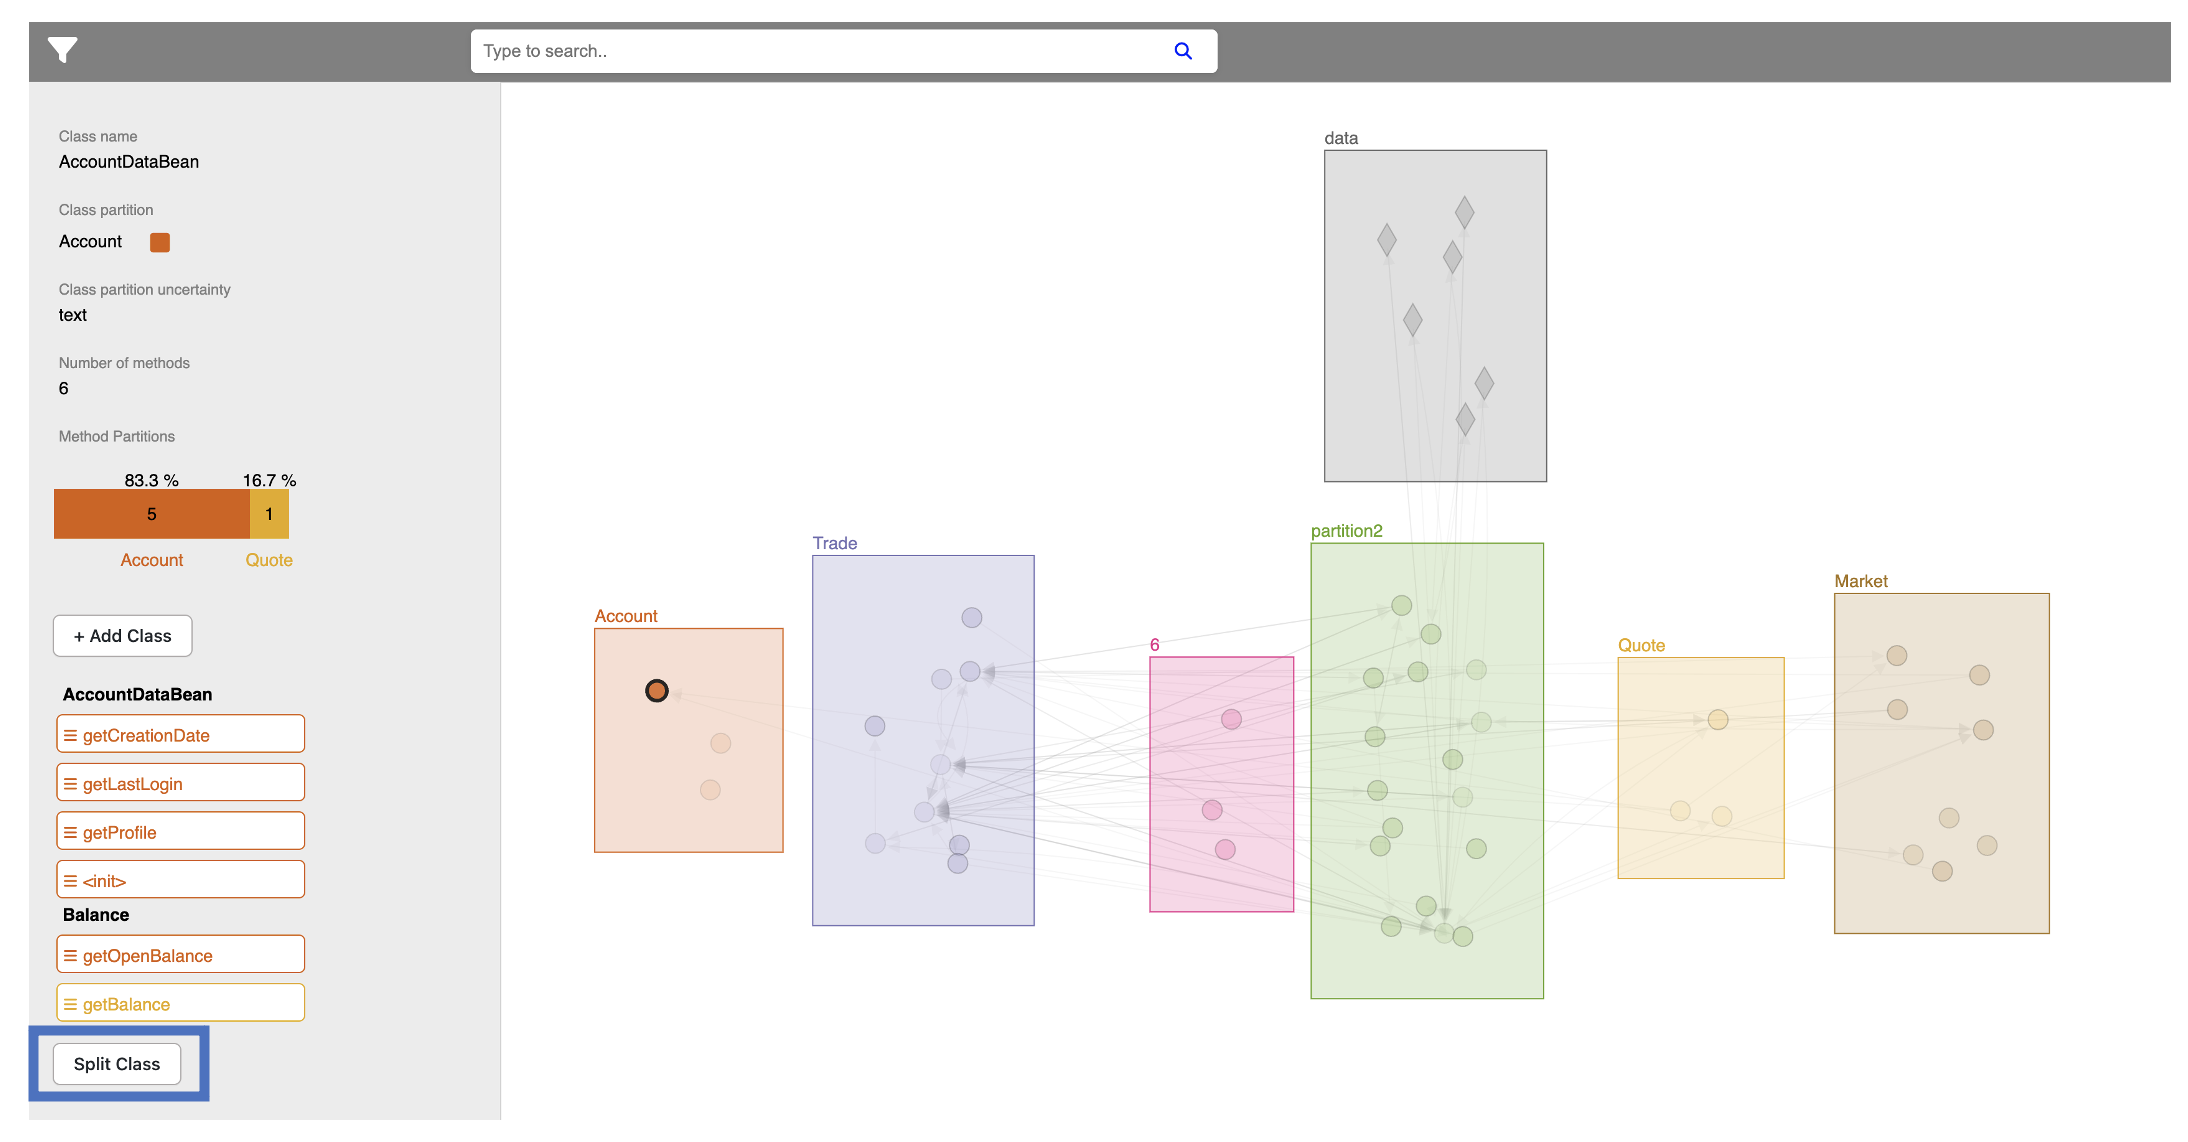 Type to search..
Class name
AccountDataBean
Class partition
Account
Class partition uncertainty
text
Number of methods
6
Method Partitions
83.3 % 16.7 %
5 1
Account Quote
+ Add Class
AccountDataBean
getCreationDate
getLastLogin
getProfile
<init>
Balance
getOpenBalance
getBalance
Split Class
data
partition2
Trade
Market
Account
6
Quote